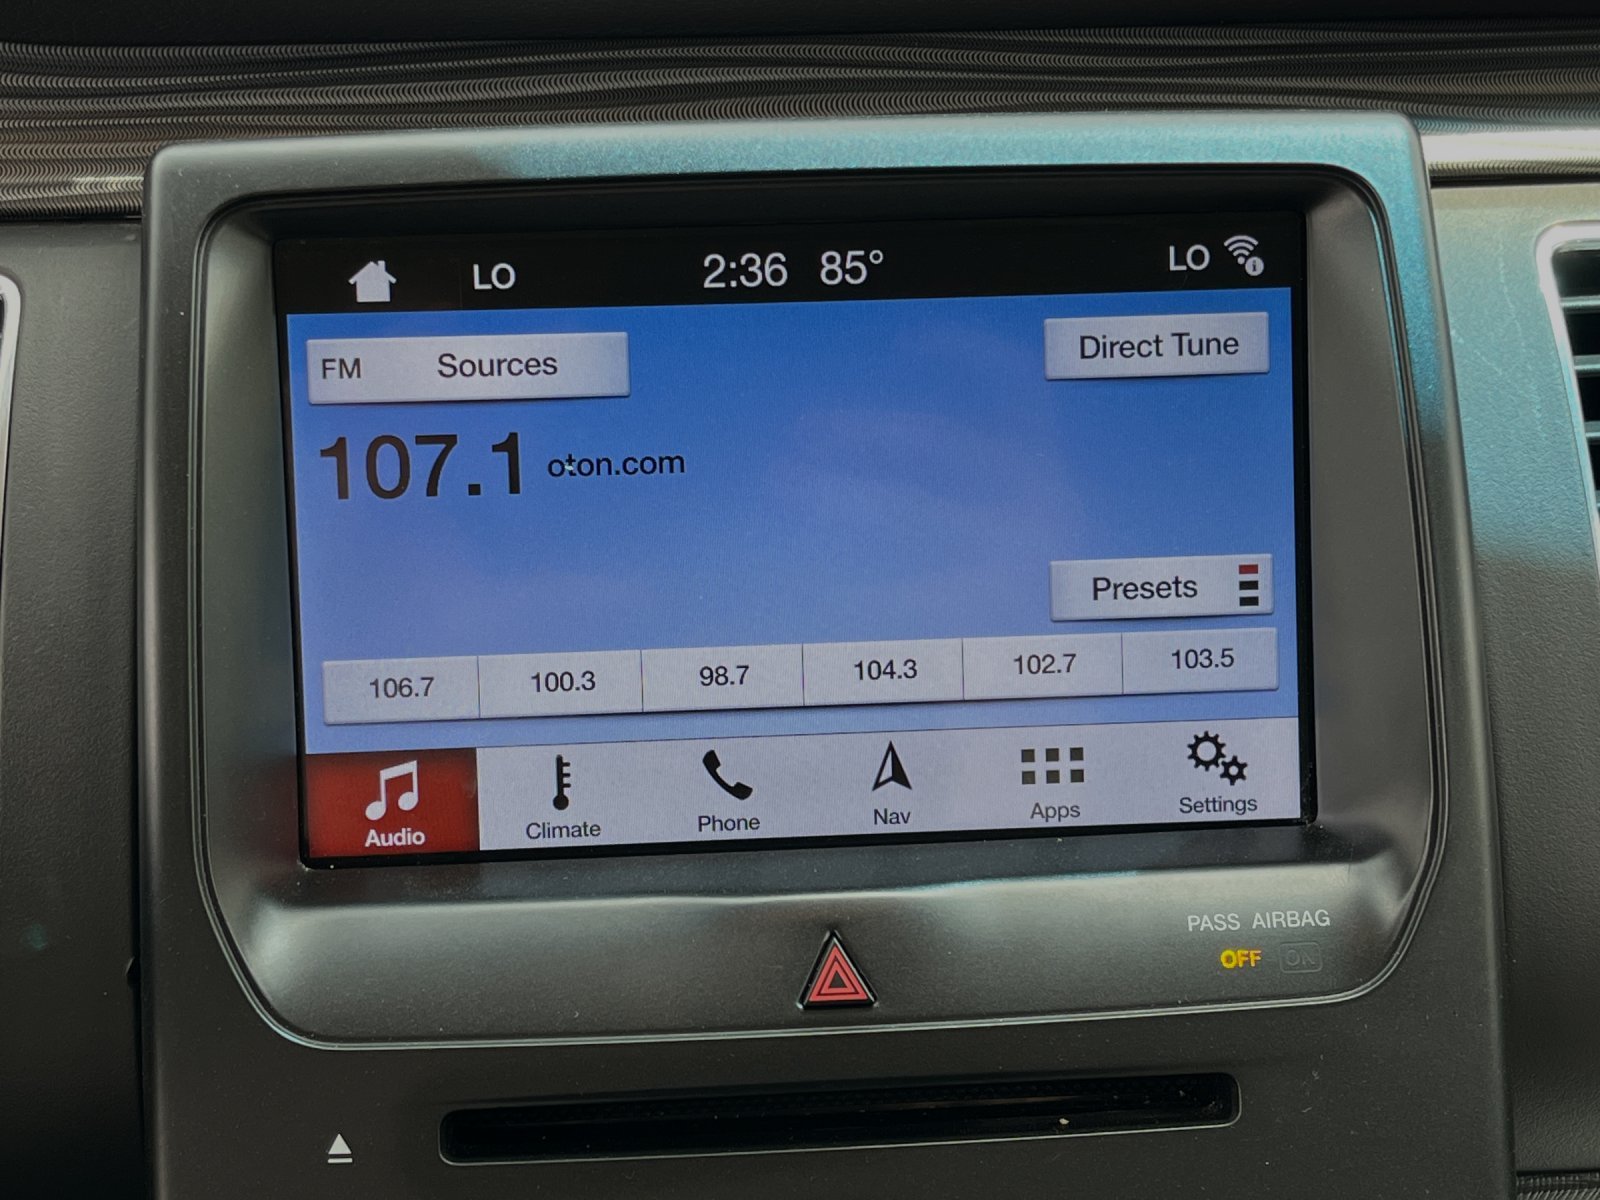 LO 2:36 85° LO
FM Sources
Direct Tune
107.1 oton.com
Presets
106.7 100.3 98.7 104.3 102.7 103.5
Audio Climate Phone Nav Apps Settings
PASS AIRBAG
OFF ON